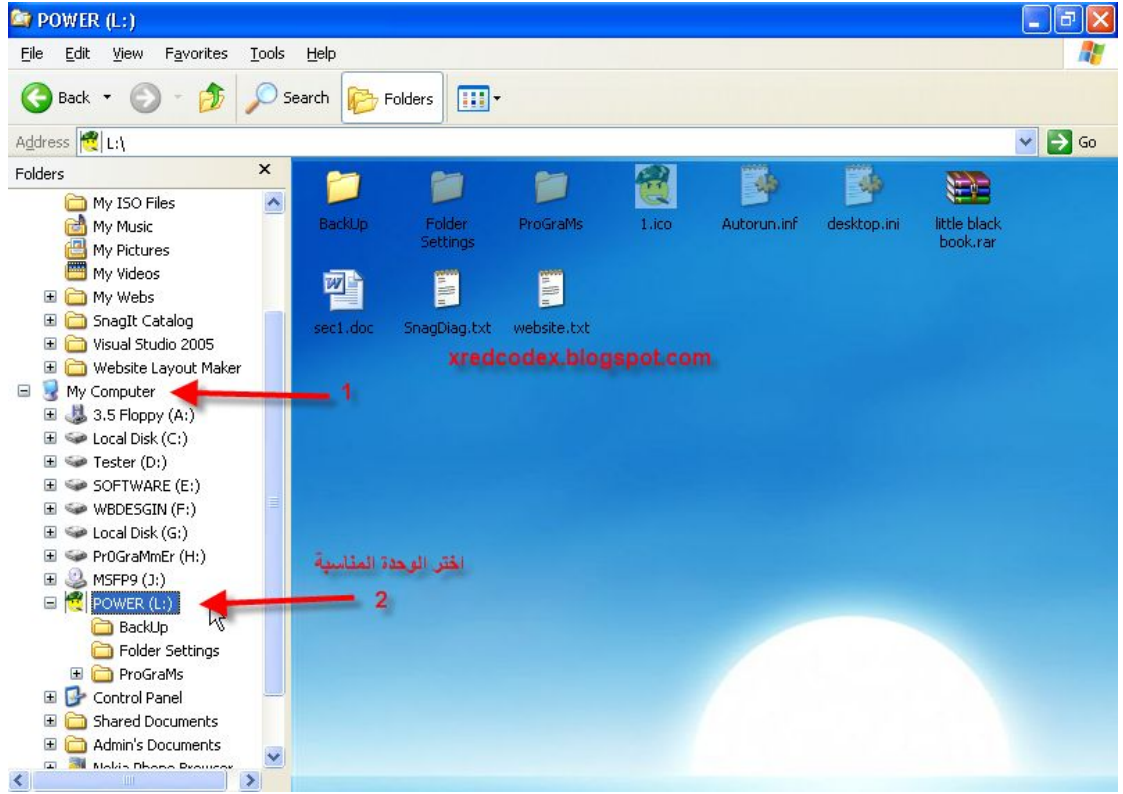 POWER (L:)
File Edit View Favorites Tools Help
Back Search Folders
Address L:\ Go
Folders
My ISO Files
My Music
My Pictures
My Videos
My Webs
SnagIt Catalog
Visual Studio 2005
Website Layout Maker
My Computer
3.5 Floppy (A:)
Local Disk (C:)
Tester (D:)
SOFTWARE (E:)
WBDESGIN (F:)
Local Disk (G:)
Pr0GraMmEr (H:)
MSFP9 (J:)
POWER (L:)
BackUp
Folder Settings
ProGraMs
Control Panel
Shared Documents
Admin's Documents
Nokia Phone Browser
BackUp
Folder
Settings
ProGraMs
1.ico
Autorun.inf
desktop.ini
little black
book.rar
sec1.doc
SnagDiag.txt
website.txt
xredcodex.blogspot.com
1
اختر الوحدة المناسبة
2